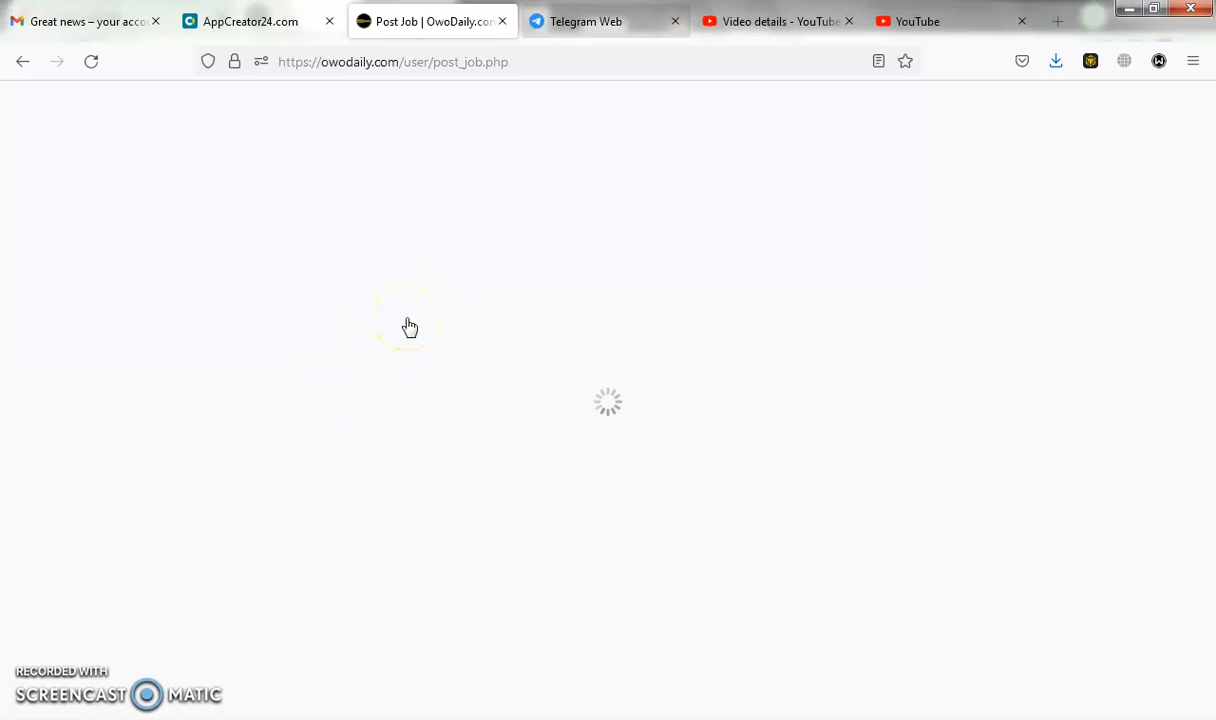 Great news – your acco
AppCreator24.com
Post Job | OwoDaily.com
Telegram Web
Video details - YouTube
YouTube
https://owodaily.com/user/post_job.php
RECORDED WITH
SCREENCAST MATIC